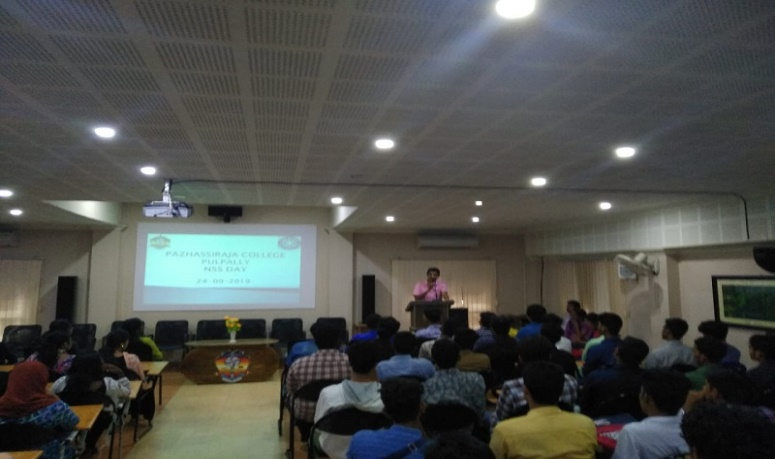 PAZHASSIRAJA COLLEGE
PULPALLY
NSS DAY
24-09-2019